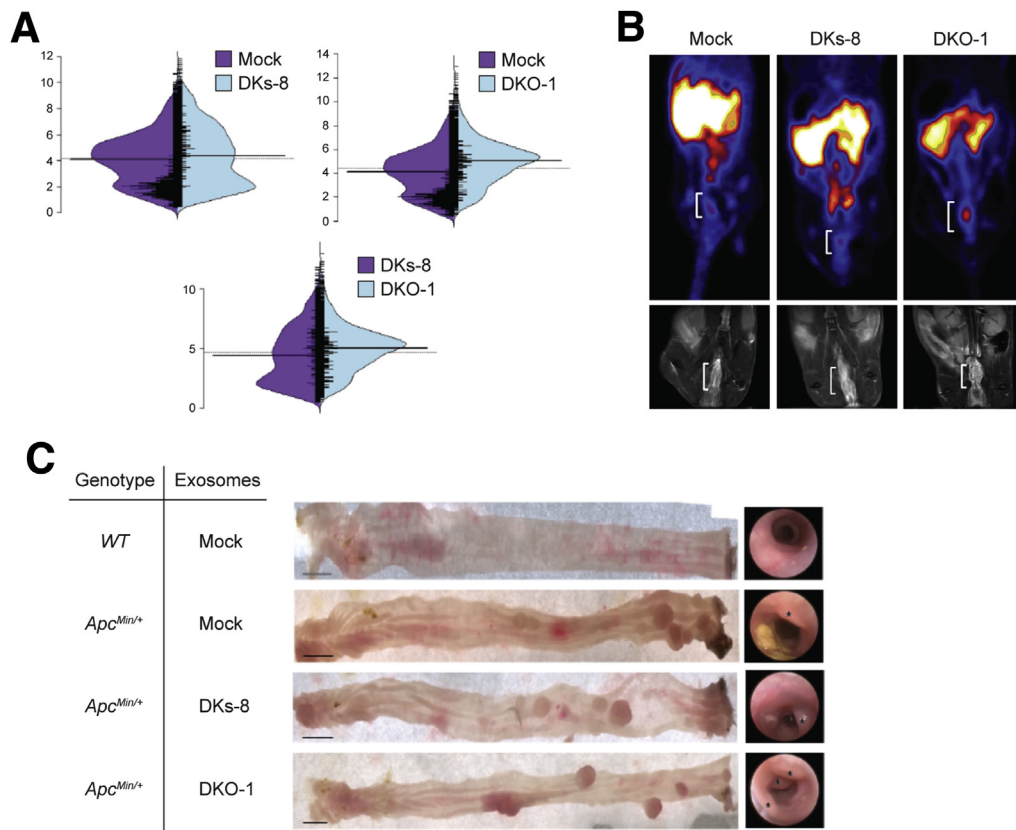 A
B
Mock
DKs-8
12
10
8
6
4
2
0
Mock
DKO-1
14
12
10
8
6
4
2
0
DKs-8
DKO-1
10
5
0
Mock
DKs-8
DKO-1
C
Genotype
Exosomes
WT
Mock
Apc^Min/+
Mock
Apc^Min/+
DKs-8
Apc^Min/+
DKO-1